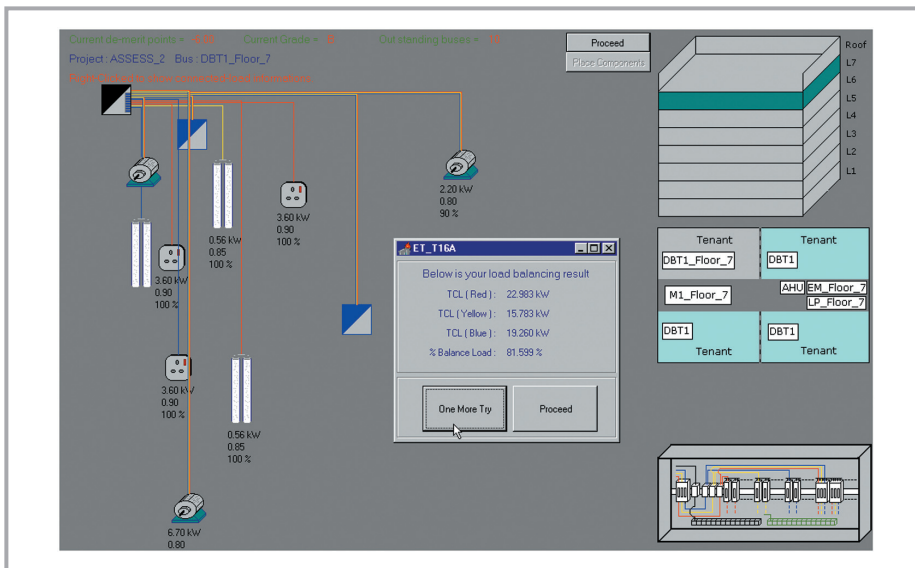 Current de-merit points =
Current Grade =
Out standing buses =
Project : ASSESS_2 Bus : DBT1_Floor_7
Proceed
Place Components
2.20 kW
0.80
90 %
3.60 kW
0.90
100 %
0.56 kW
0.85
100 %
3.60 kW
0.90
100 %
3.60 kW
0.90
100 %
0.56 kW
0.85
100 %
6.70 kW
0.80
ET_T16A
Below is your load balancing result
TCL ( Red ) : 22.983 kW
TCL ( Yellow ) : 15.783 kW
TCL ( Blue ) : 19.260 kW
% Balance Load : 81.599 %
One More Try
Proceed
Roof
L7
L6
L5
L4
L3
L2
L1
Tenant
Tenant
DBT1_Floor_7
DBT1
M1_Floor_7
AHU
EM_Floor_7
LP_Floor_7
DBT1
DBT1
Tenant
Tenant